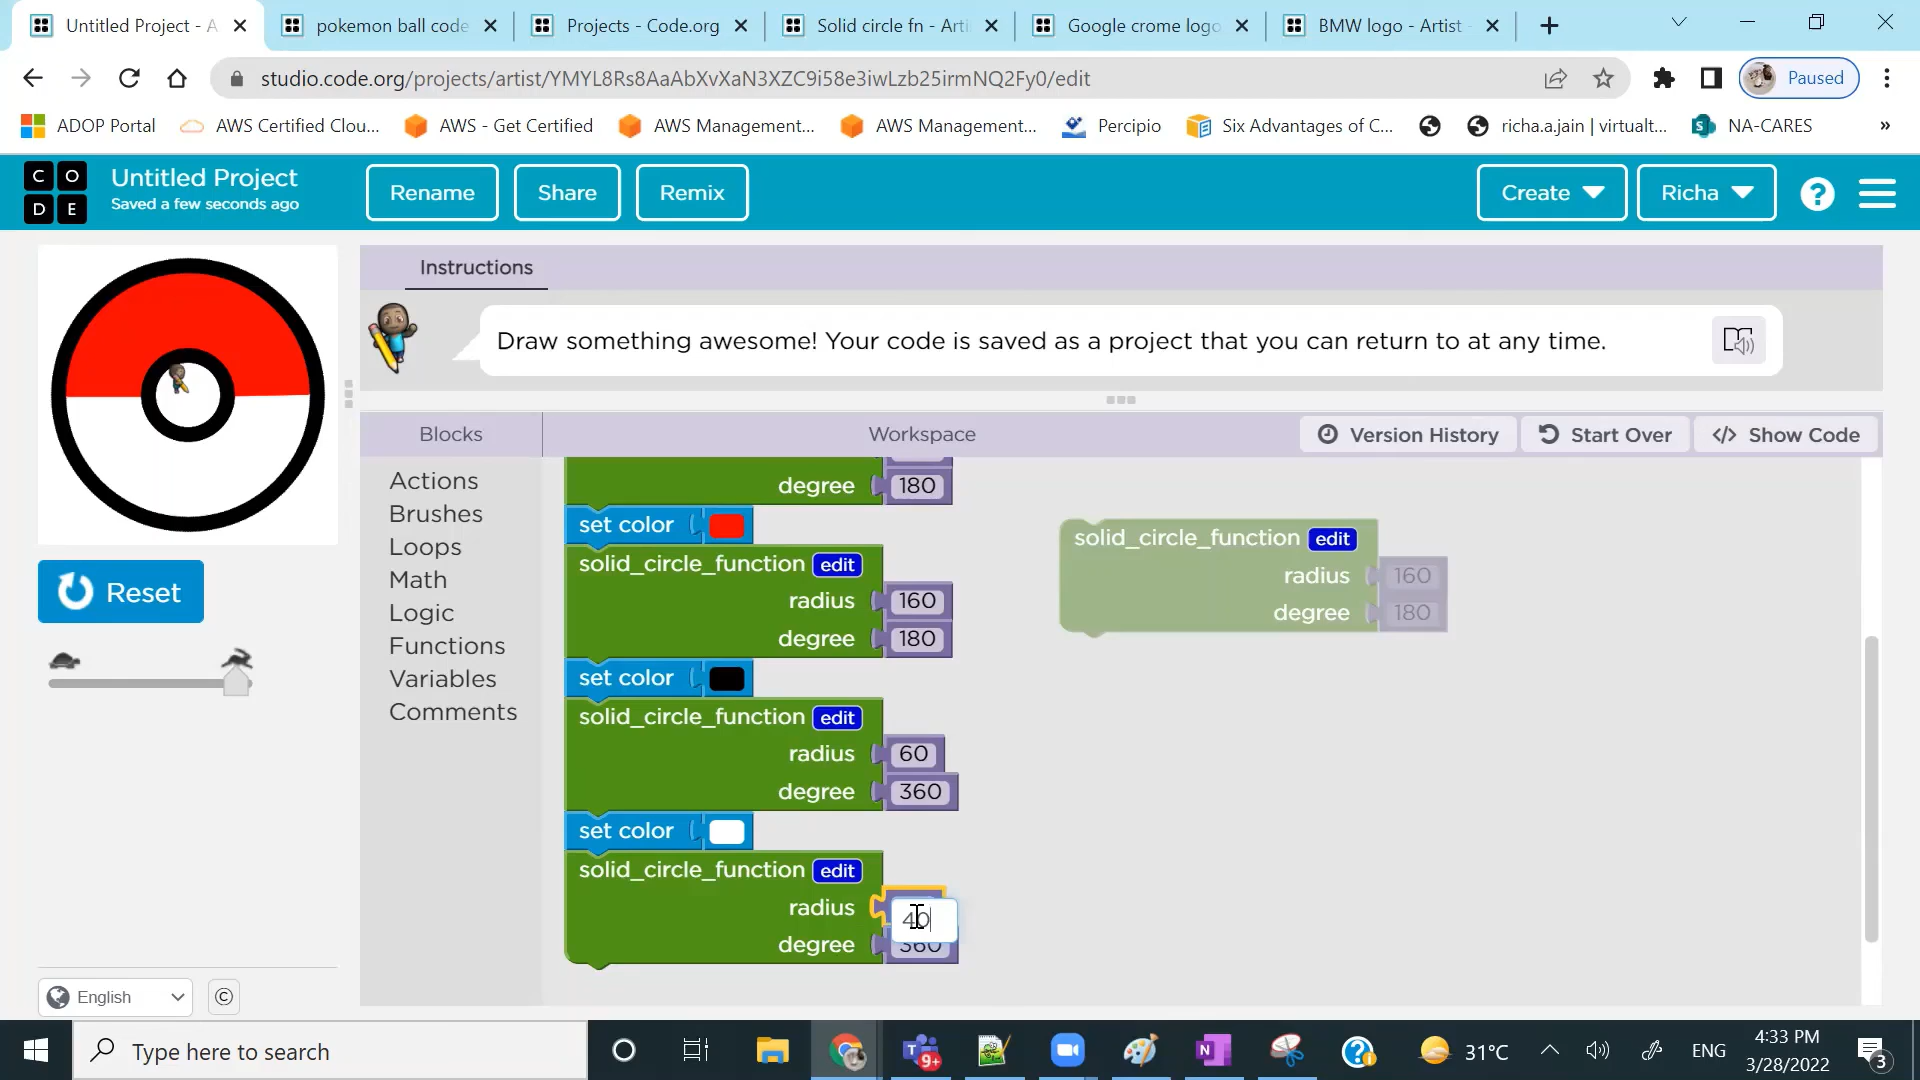 Untitled Project - A
pokemon ball code
Projects - Code.org
Solid circle fn - Arti
Google crome logo
BMW logo - Artist -
studio.code.org/projects/artist/YMYL8Rs8AaAbXvXaN3XZC9i58e3iwLzb25irmNQ2Fy0/edit
Paused
ADOP Portal
AWS Certified Clou...
AWS - Get Certified
AWS Management...
AWS Management...
Percipio
Six Advantages of C...
richa.a.jain | virtualt...
NA-CARES
»
C O
D E
Untitled Project
Saved a few seconds ago
Rename
Share
Remix
Create
Richa
?
Instructions
Draw something awesome! Your code is saved as a project that you can return to at any time.
Blocks
Workspace
Version History
Start Over
</> Show Code
Reset
Actions
Brushes
Loops
Math
Logic
Functions
Variables
Comments
degree 180
set color
solid_circle_function edit
radius 160
degree 180
set color
solid_circle_function edit
radius 60
degree 360
set color
solid_circle_function edit
radius 40
degree 360
solid_circle_function edit
radius 160
degree 180
English
©
Type here to search
9+
31°C
ENG
4:33 PM
3/28/2022
3